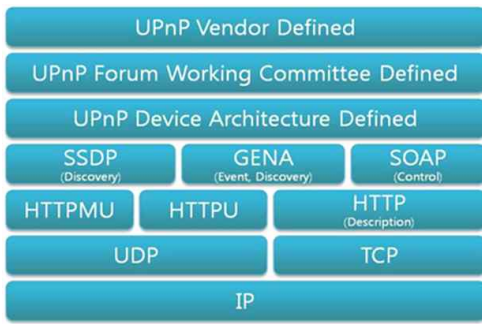 UPnP Vendor Defined
UPnP Forum Working Committee Defined
UPnP Device Architecture Defined
SSDP
(Discovery)
GENA
(Event, Discovery)
SOAP
(Control)
HTTPMU
HTTPU
HTTP
(Description)
UDP
TCP
IP